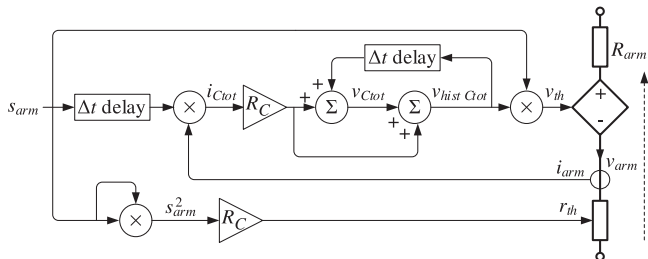 Δt delay
R_arm
s_arm
Δt delay
×
i_Ctot
R_C
+
+
Σ
v_Ctot
+
+
Σ
v_hist Ctot
×
v_th
+
-
i_arm
v_arm
×
s²_arm
R_C
r_th